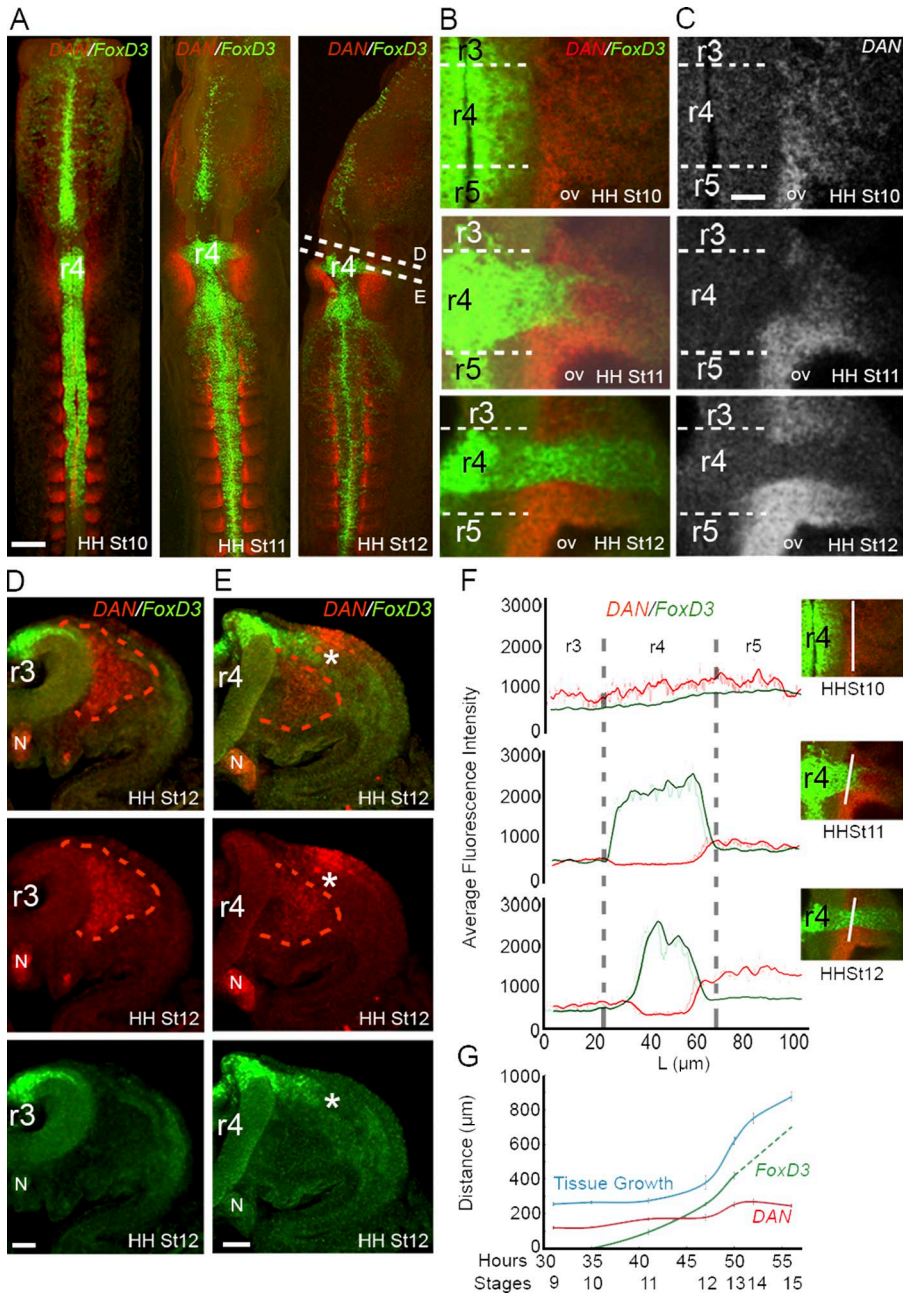 A
DAN/FoxD3
r4
HH St10
DAN/FoxD3
r4
HH St11
DAN/FoxD3
D
r4
E
HH St12
B
DAN/FoxD3
r3
r4
r5
ov HH St10
r3
r4
r5
ov HH St11
r3
r4
r5
ov HH St12
C
DAN
r3
r4
r5
ov HH St10
r3
r4
r5
ov HH St11
r3
r4
r5
ov HH St12
D
DAN/FoxD3
r3
N
HH St12
r3
N
HH St12
r3
N
HH St12
E
DAN/FoxD3
r4
*
N
HH St12
r4
*
N
HH St12
r4
*
N
HH St12
F
DAN/FoxD3
Average Fluorescence Intensity
3000
2000
1000
0
r3 r4 r5
r4
HHSt10
3000
2000
1000
0
r4
HHSt11
3000
2000
1000
0
r4
HHSt12
0 20 40 60 80 100
L (µm)
G
Distance (µm)
1000
800
600
400
200
0
Tissue Growth
FoxD3
DAN
Hours 30 35 40 45 50 55
Stages 9 10 11 12 13 14 15